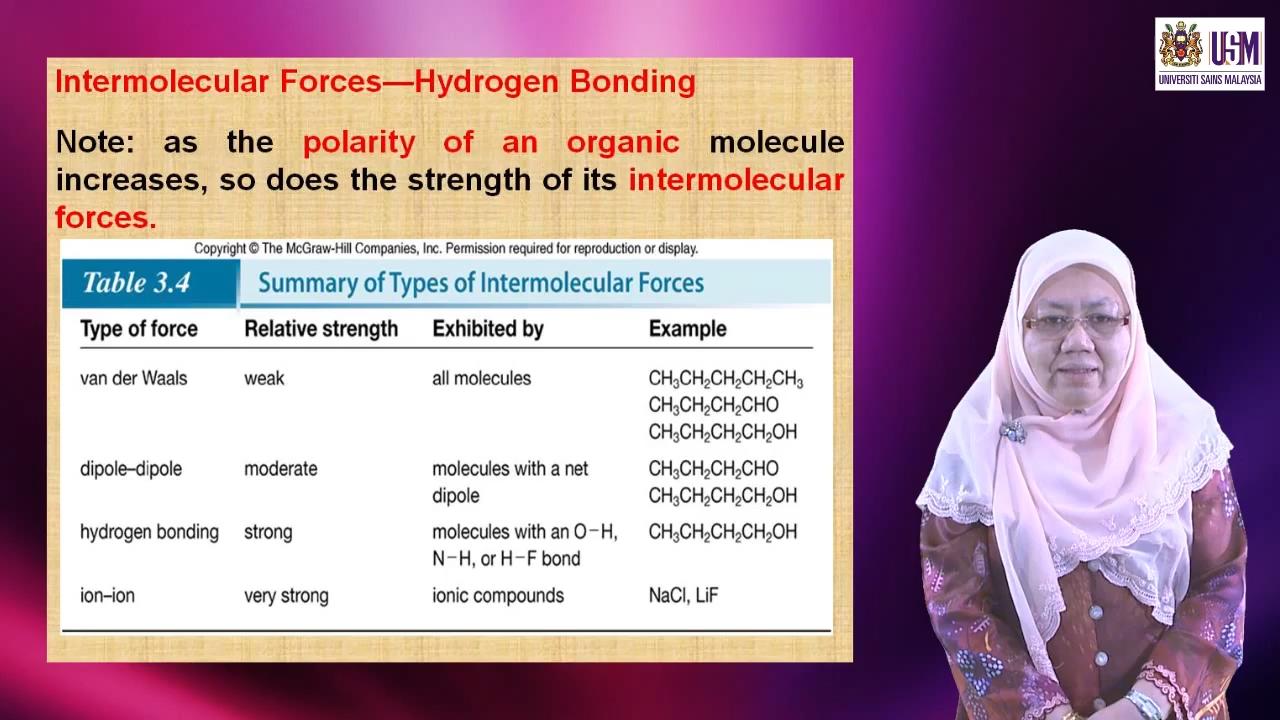 Intermolecular Forces—Hydrogen Bonding
Note: as the polarity of an organic molecule
increases, so does the strength of its intermolecular
forces.
Copyright © The McGraw-Hill Companies, Inc. Permission required for reproduction or display.
Table 3.4 Summary of Types of Intermolecular Forces
Type of force Relative strength Exhibited by Example
van der Waals weak all molecules CH₃CH₂CH₂CH₂CH₃
CH₃CH₂CH₂CHO
CH₃CH₂CH₂CH₂OH
dipole–dipole moderate molecules with a net CH₃CH₂CH₂CHO
dipole CH₃CH₂CH₂CH₂OH
hydrogen bonding strong molecules with an O–H, CH₃CH₂CH₂CH₂OH
N–H, or H–F bond
ion–ion very strong ionic compounds NaCl, LiF
USM
UNIVERSITI SAINS MALAYSIA